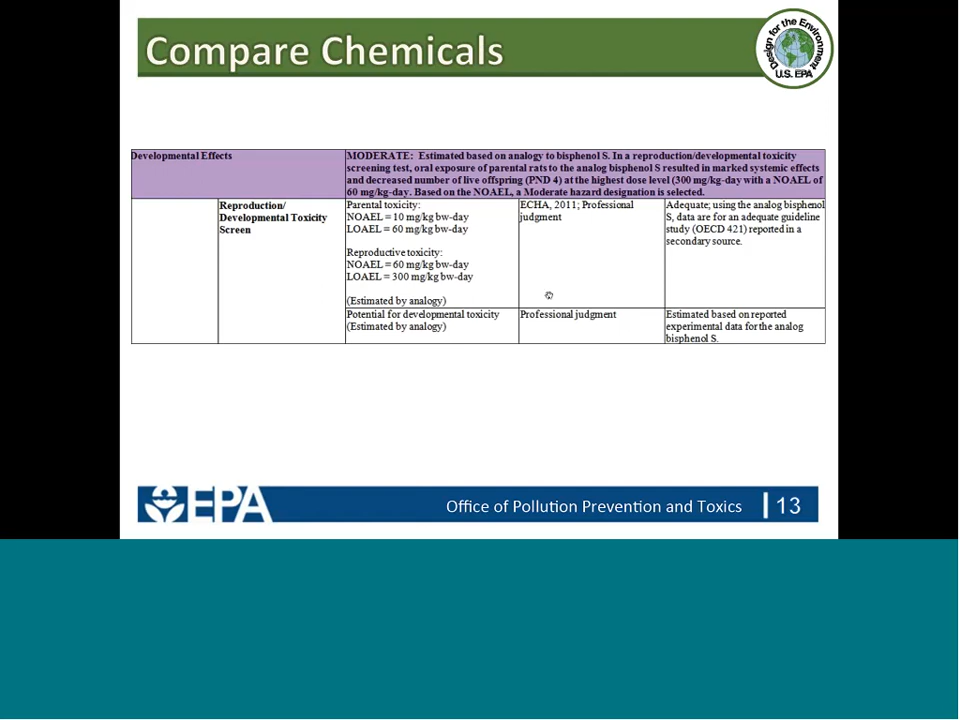 Compare Chemicals
Design for the Environment
U.S. EPA
Developmental Effects
MODERATE: Estimated based on analogy to bisphenol S. In a reproduction/developmental toxicity
screening test, oral exposure of parental rats to the analog bisphenol S resulted in marked systemic effects
and decreased number of live offspring (PND 4) at the highest dose level (300 mg/kg-day with a NOAEL of
60 mg/kg-day. Based on the NOAEL, a Moderate hazard designation is selected.
Reproduction/
Developmental Toxicity
Screen
Parental toxicity:
NOAEL = 10 mg/kg bw-day
LOAEL = 60 mg/kg bw-day
Reproductive toxicity:
NOAEL = 60 mg/kg bw-day
LOAEL = 300 mg/kg bw-day
(Estimated by analogy)
ECHA, 2011; Professional
judgment
Adequate; using the analog bisphenol
S, data are for an adequate guideline
study (OECD 421) reported in a
secondary source.
Potential for developmental toxicity
(Estimated by analogy)
Professional judgment
Estimated based on reported
experimental data for the analog
bisphenol S.
EPA
Office of Pollution Prevention and Toxics
13